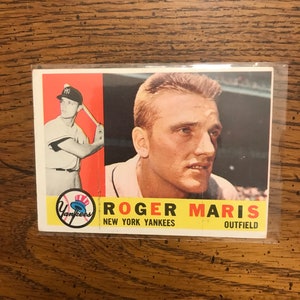 Yankees
ROGER MARIS
NEW YORK YANKEES OUTFIELD